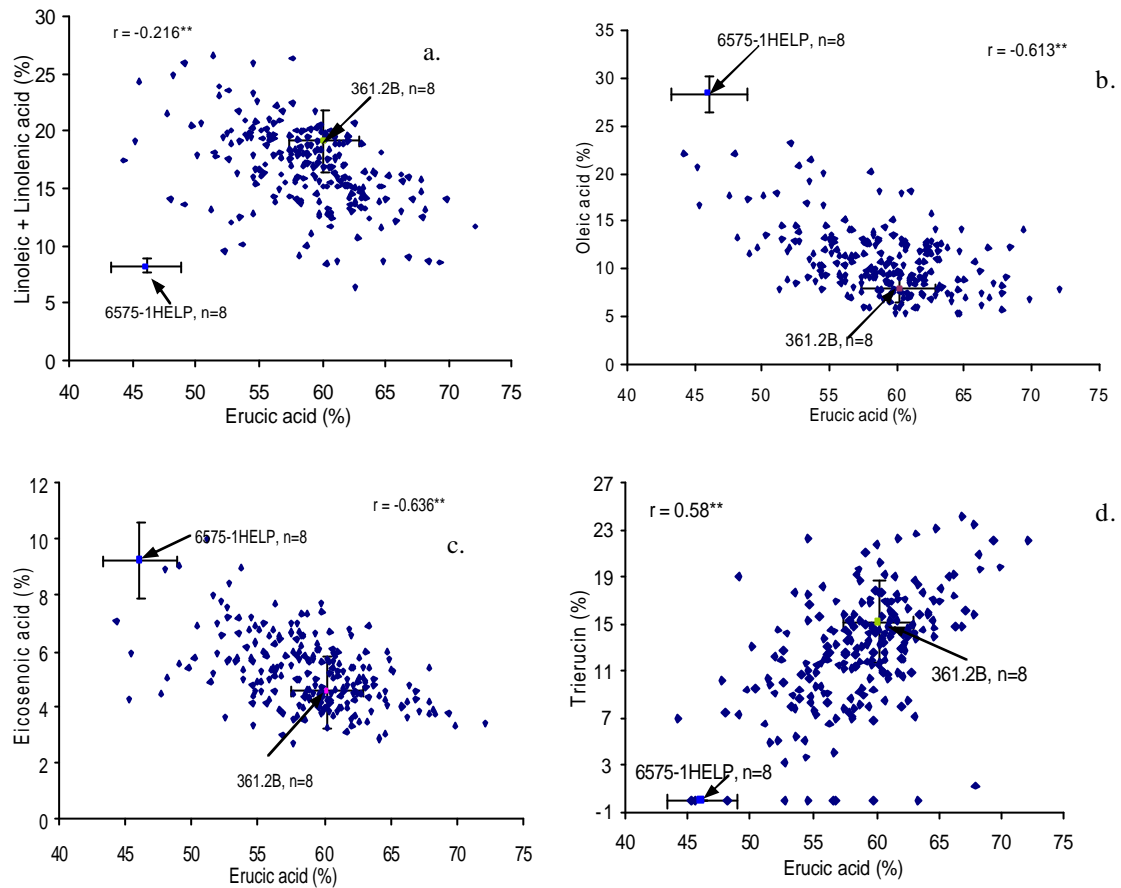 r = -0.216**
a.
361.2B, n=8
6575-1HELP, n=8
Linoleic + Linolenic acid (%)
30
25
20
15
10
5
0
40 45 50 55 60 65 70 75
Erucic acid (%)
6575-1HELP, n=8
r = -0.613**
b.
361.2B, n=8
Oleic acid (%)
35
30
25
20
15
10
5
0
40 45 50 55 60 65 70 75
Erucic acid (%)
r = -0.636**
6575-1HELP, n=8
c.
361.2B, n=8
Eicosenoic acid (%)
12
10
8
6
4
2
0
40 45 50 55 60 65 70 75
Erucic acid (%)
r = 0.58**
d.
361.2B, n=8
6575-1HELP, n=8
Trierucin (%)
27
23
19
15
11
7
3
-1
40 45 50 55 60 65 70 75
Erucic acid (%)